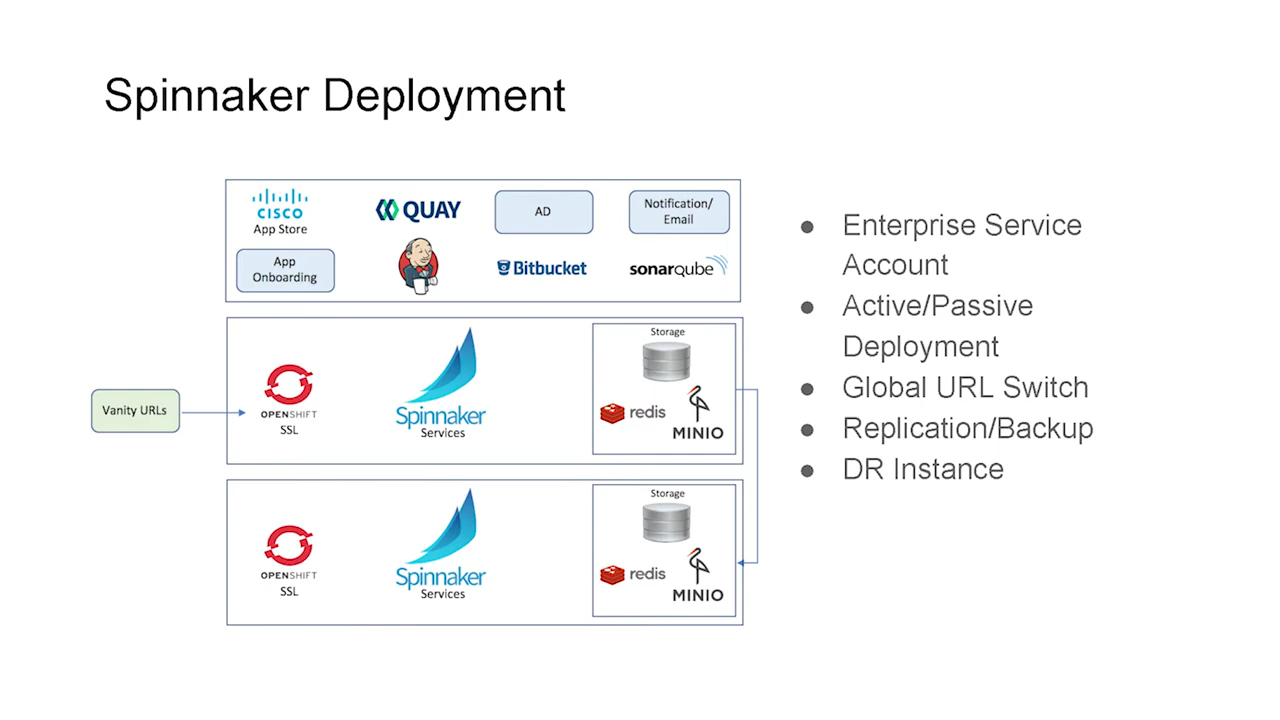 Spinnaker Deployment
CISCO
App Store
QUAY
AD
Notification/
Email
App
Onboarding
Bitbucket
sonarqube
Vanity URLs
OPENSHIFT
SSL
Spinnaker
Services
Storage
redis
MINIO
OPENSHIFT
SSL
Spinnaker
Services
Storage
redis
MINIO
● Enterprise Service
Account
● Active/Passive
Deployment
● Global URL Switch
● Replication/Backup
● DR Instance